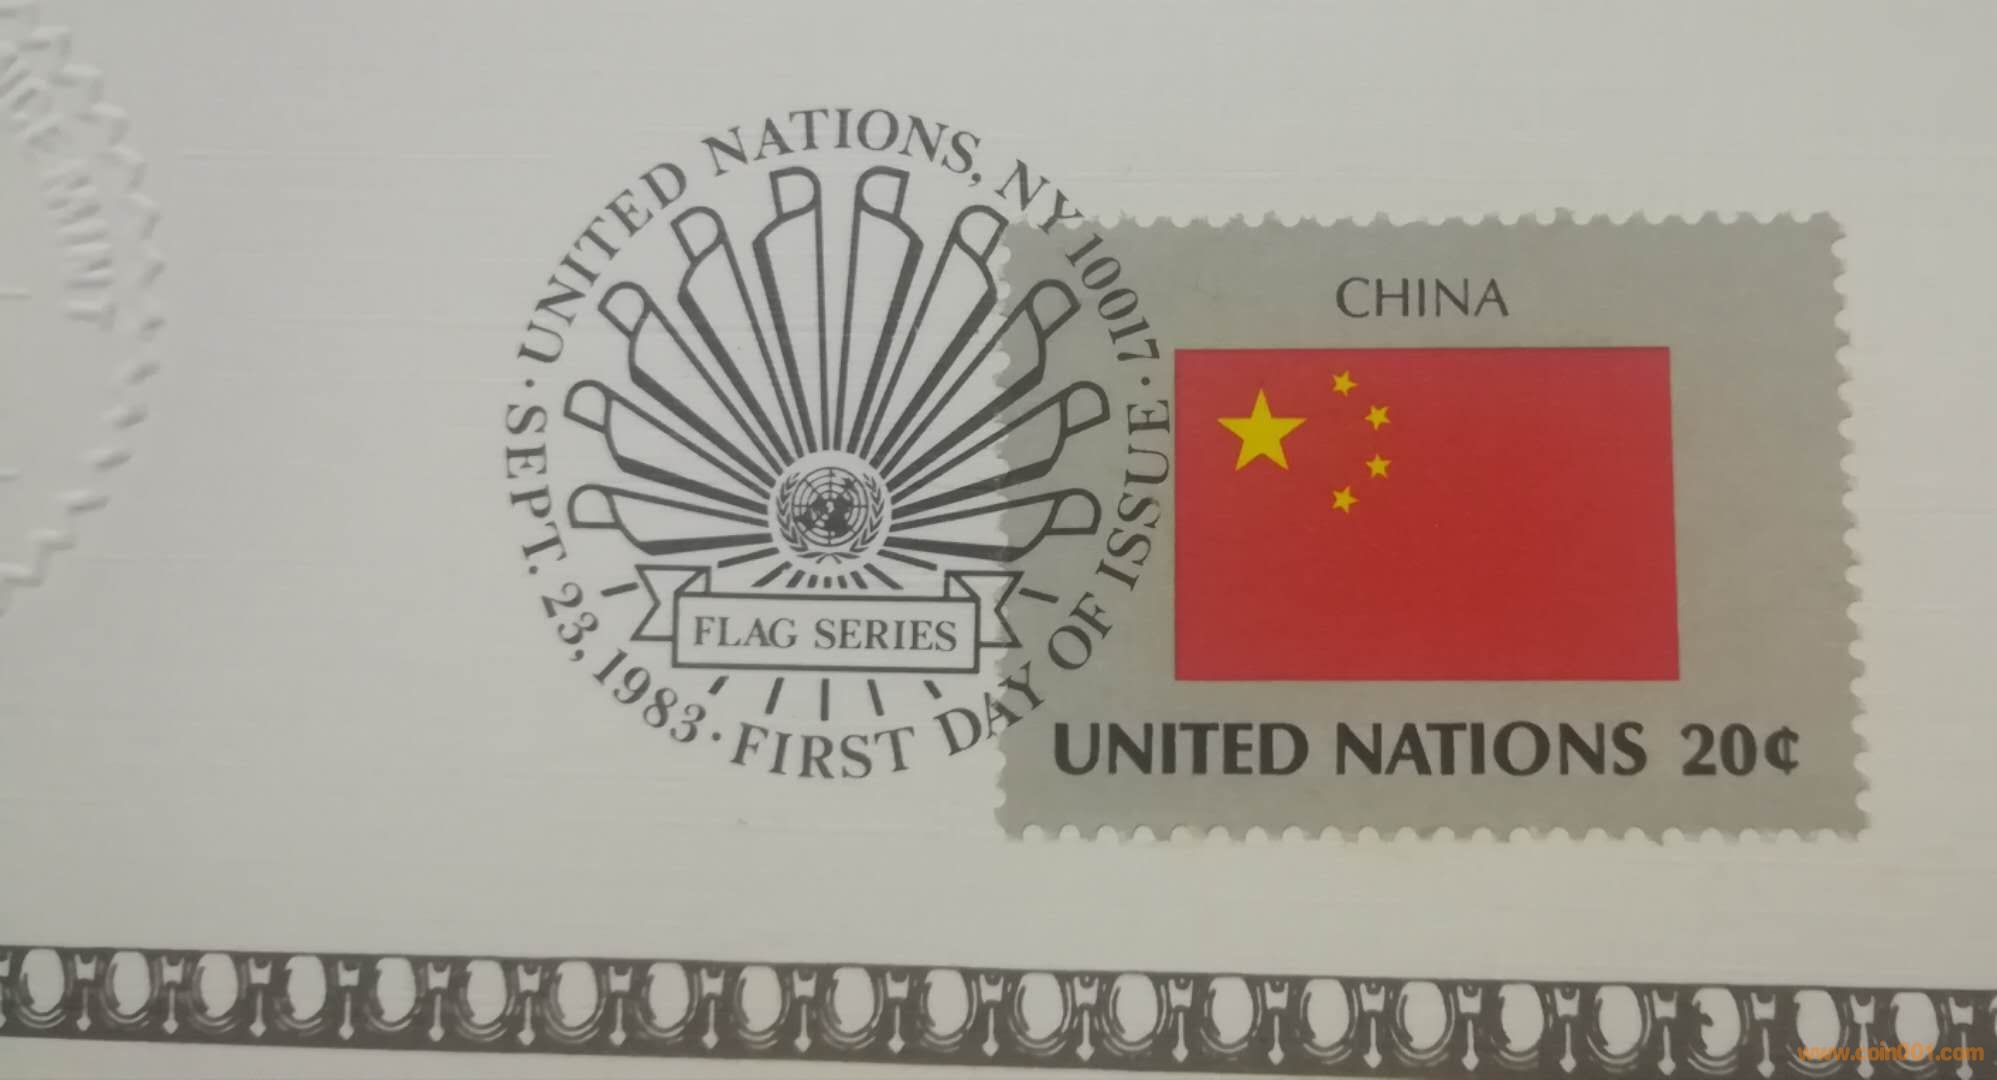 · UNITED NATIONS, NY 10017 ·
SEPT. 23, 1983 · FIRST DAY OF ISSUE
FLAG SERIES
CHINA
UNITED NATIONS 20¢
MINT
www.coin001.com